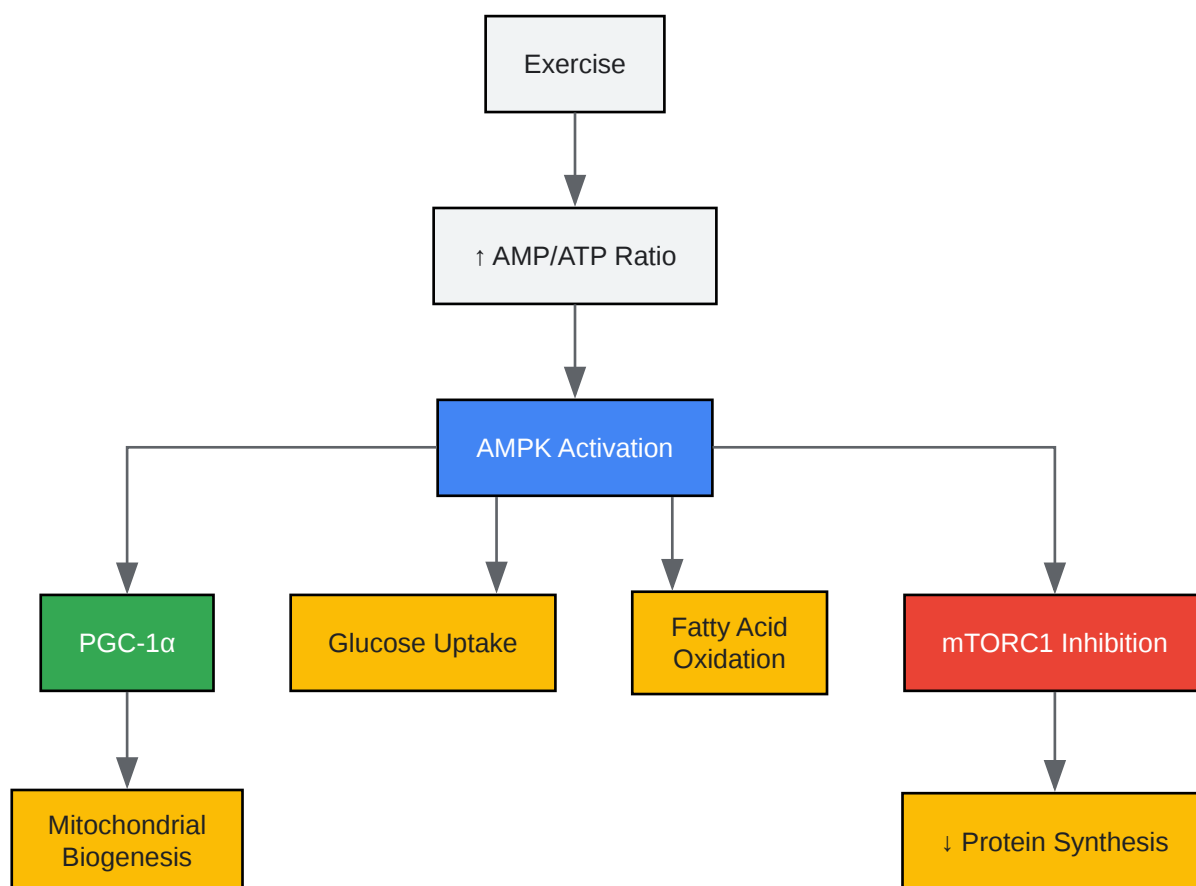 Exercise
↑ AMP/ATP Ratio
AMPK Activation
PGC-1α
Glucose Uptake
Fatty Acid
Oxidation
mTORC1 Inhibition
Mitochondrial
Biogenesis
↓ Protein Synthesis